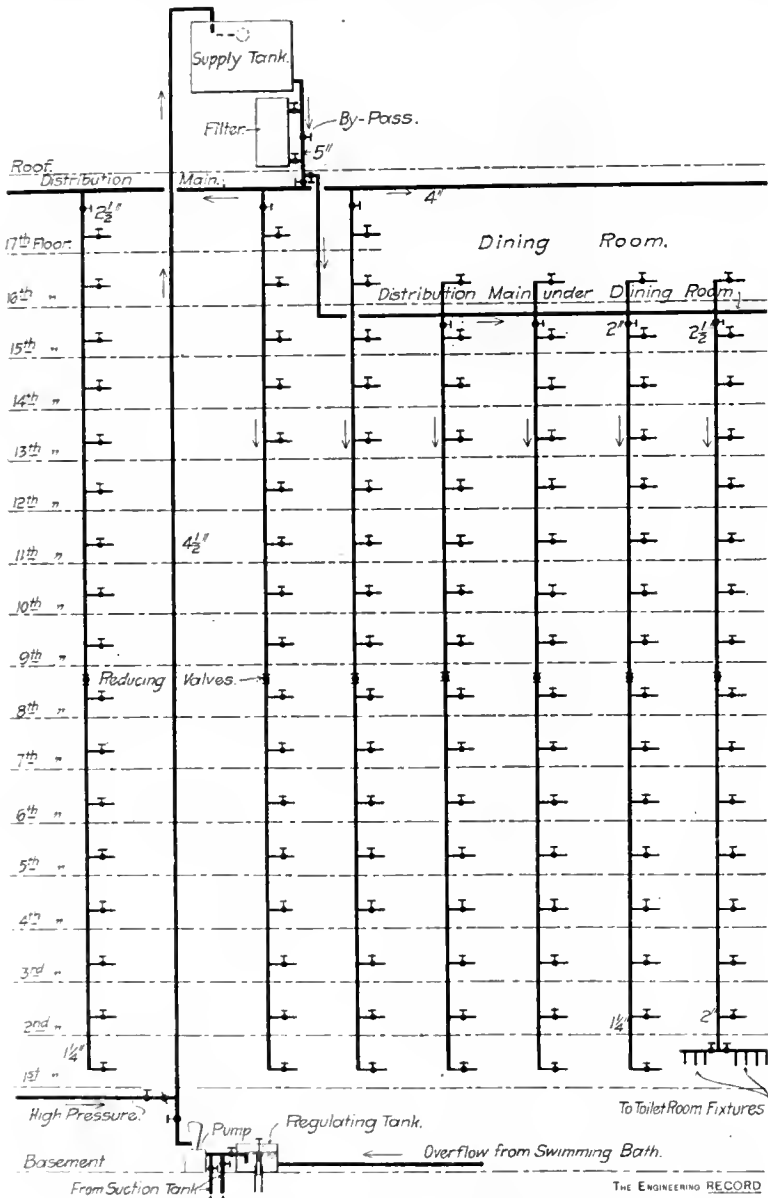 Supply Tank.
Filter.
By-Pass.
5"
Roof.
Distribution Main.
4"
2½"
17th Floor.
Dining Room.
16th "
Distribution Main under Dining Room
15th "
2"
2½"
14th "
13th "
12th "
4½"
11th "
10th "
9th "
Reducing Valves.
8th "
7th "
6th "
5th "
4th "
3rd "
2nd "
1¼"
1¼"
2"
1st "
High Pressure.
To Toilet Room Fixtures
Pump
Regulating Tank.
Overflow from Swimming Bath.
Basement
From Suction Tank
THE ENGINEERING RECORD